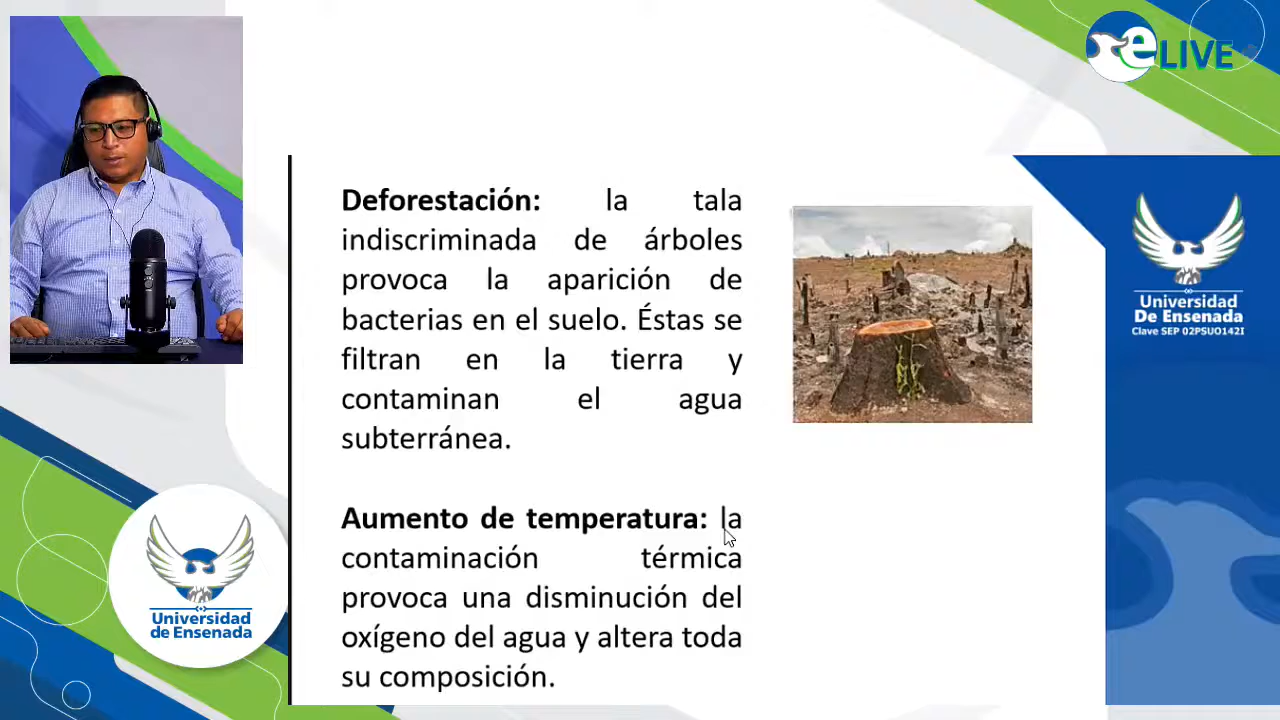 eLIVE
Deforestación: la tala
indiscriminada de árboles
provoca la aparición de
bacterias en el suelo. Éstas se
filtran en la tierra y
contaminan el agua
subterránea.
Aumento de temperatura: la
contaminación térmica
provoca una disminución del
oxígeno del agua y altera toda
su composición.
Universidad
De Ensenada
Clave SEP 02PSU0142I
Universidad
de Ensenada